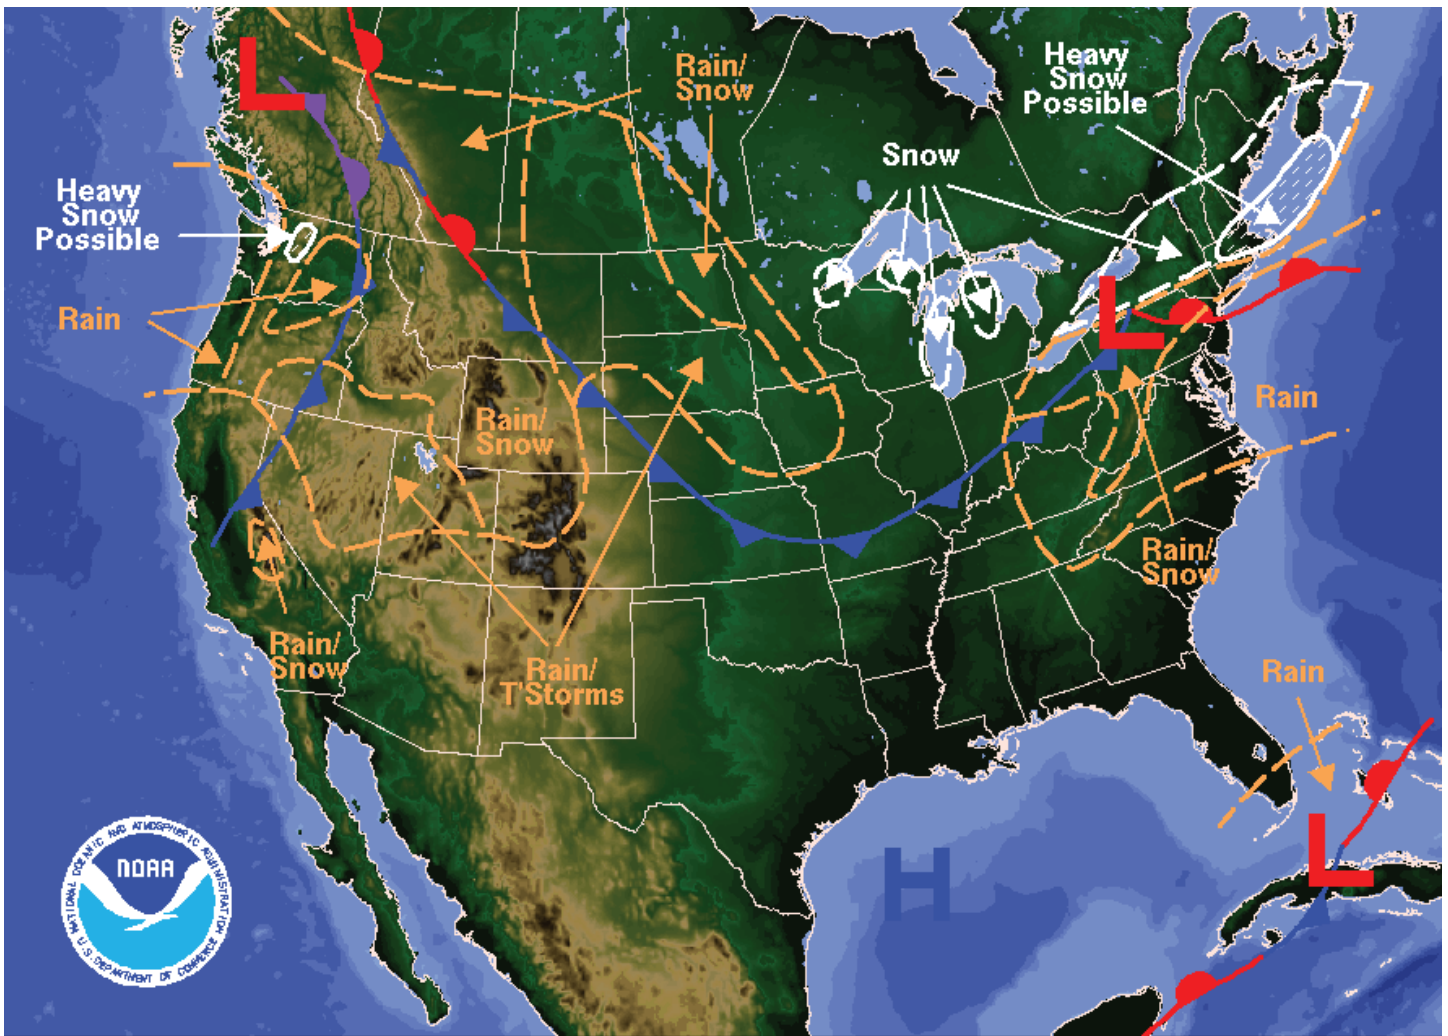 L
Rain/
Snow
Heavy
Snow
Possible
Snow
Heavy
Snow
Possible
Rain
L
Rain
Rain/
Snow
Rain/
Snow
Rain/
Snow
Rain/
T'Storms
Rain
H
L
NOAA
NATIONAL OCEANIC AND ATMOSPHERIC ADMINISTRATION
U.S. DEPARTMENT OF COMMERCE